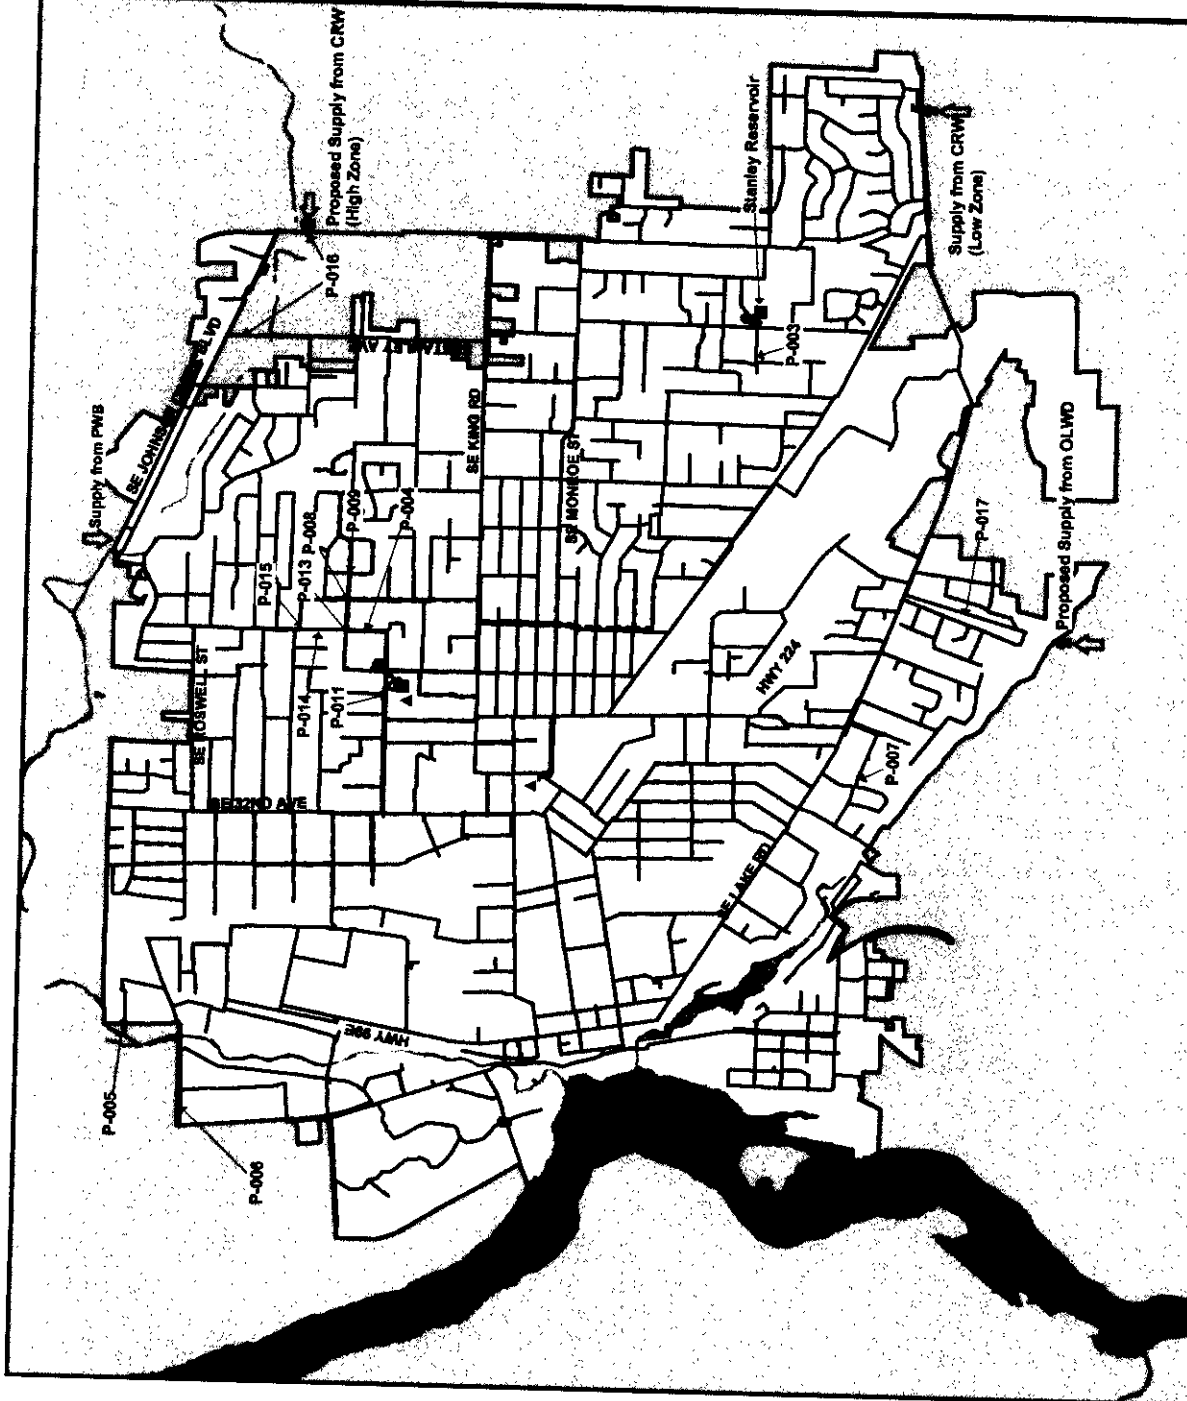 Supply from PWB
SE JOHNS
Proposed Supply from CRW
(High Zone)
P-016
P-009
P-004
P-008
P-013
P-015
P-014
P-011
SE KING RD
SE MONROE ST
Stanley Reservoir
P-003
Supply from CRW
(Low Zone)
SE ROSWELL ST
SE 32ND AVE
HWY 224
P-017
Proposed Supply from OLWD
P-007
SE LAKE RD
HWY 99E
P-005
P-006